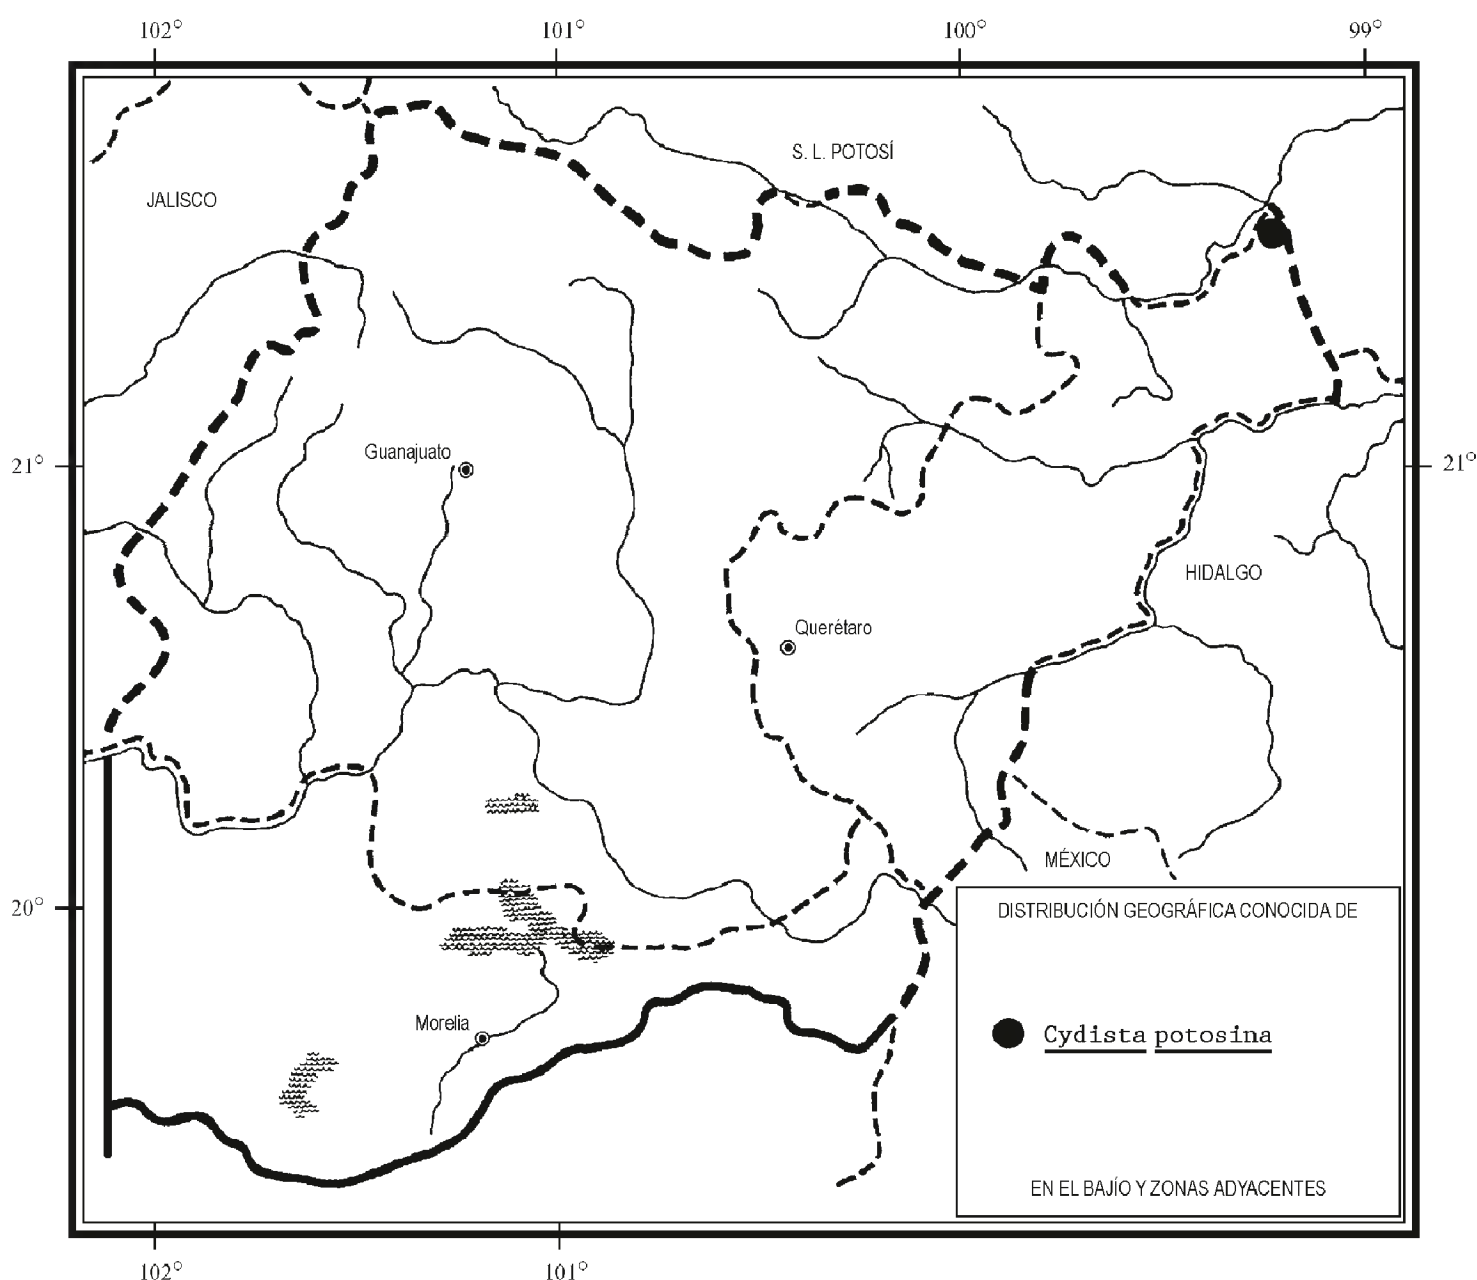 102° 101° 100° 99°
S. L. POTOSÍ
JALISCO
Guanajuato
21° 21°
HIDALGO
Querétaro
MÉXICO
20°
DISTRIBUCIÓN GEOGRÁFICA CONOCIDA DE
Morelia
Cydista potosina
EN EL BAJÍO Y ZONAS ADYACENTES
102° 101°